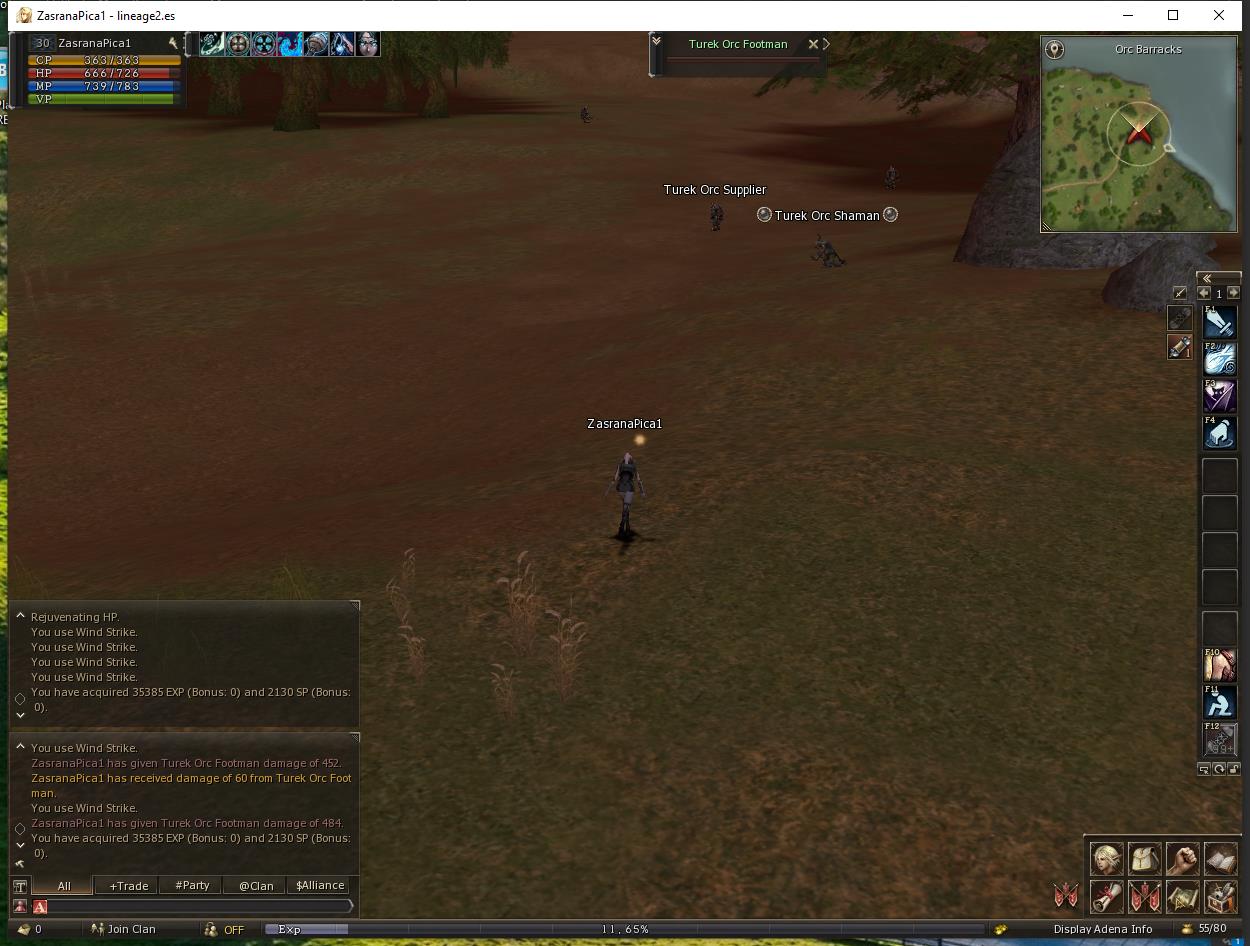 ZasranaPica1 - lineage2.es
30 ZasranaPica1
CP 363/363
HP 666/726
MP 739/783
VP
Turek Orc Footman
Orc Barracks
Turek Orc Supplier
Turek Orc Shaman
1
F1
1
F2
F3
F4
ZasranaPica1
F10
F11
F12
99+
Rejuvenating HP.
You use Wind Strike.
You use Wind Strike.
You use Wind Strike.
You use Wind Strike.
You have acquired 35385 EXP (Bonus: 0) and 2130 SP (Bonus:
0).
You use Wind Strike.
ZasranaPica1 has given Turek Orc Footman damage of 452.
ZasranaPica1 has received damage of 60 from Turek Orc Foot
man.
You use Wind Strike.
ZasranaPica1 has given Turek Orc Footman damage of 484.
You have acquired 35385 EXP (Bonus: 0) and 2130 SP (Bonus:
0).
All +Trade #Party @Clan $Alliance
A
0 Join Clan OFF Exp 11,65% Display Adena Info 55/80